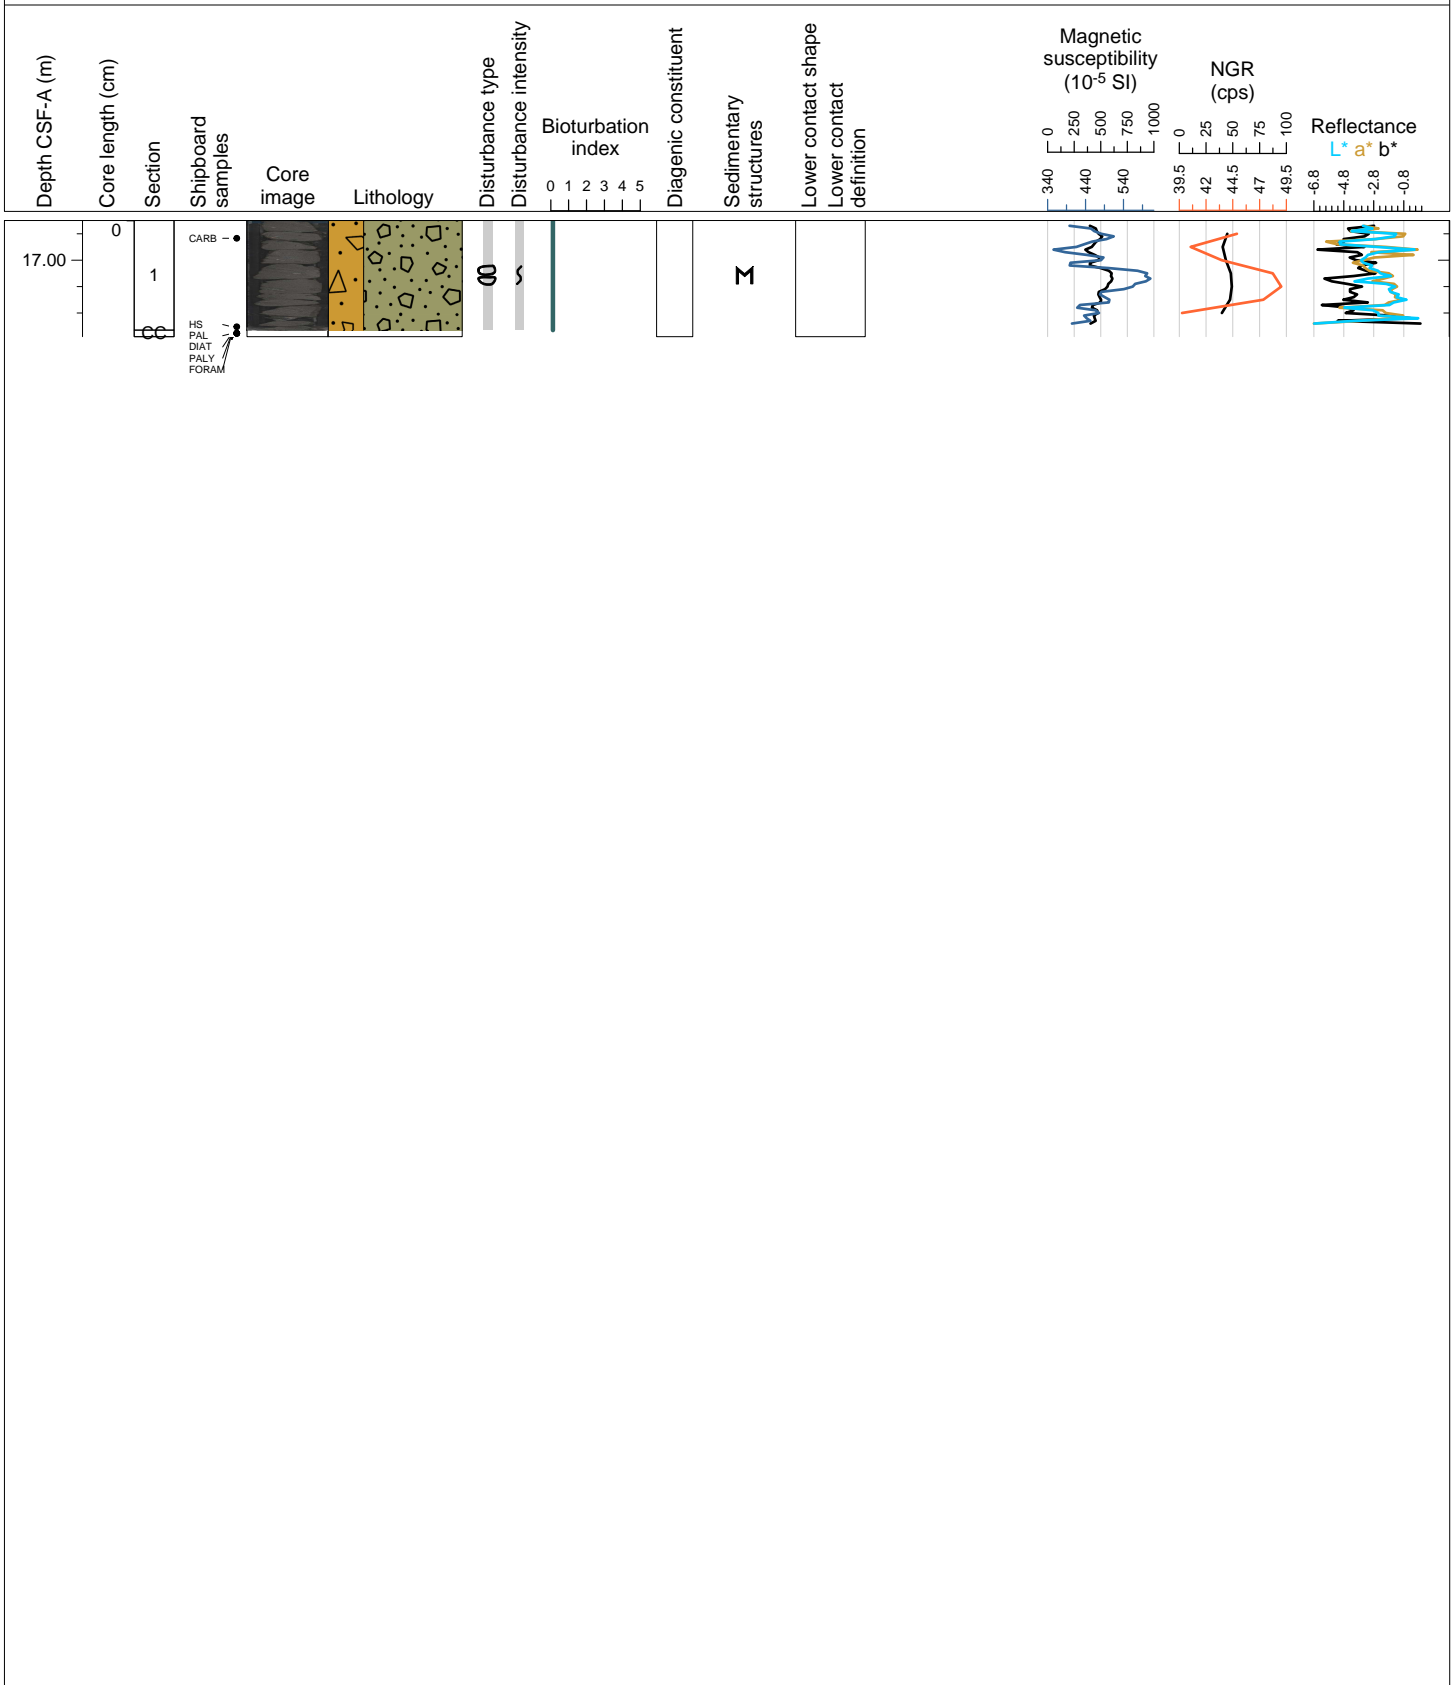 Depth CSF-A (m)
Core length (cm)
Section
Shipboard
samples
Core
image
Lithology
Disturbance type
Disturbance intensity
Bioturbation
index
0 1 2 3 4 5
Diagenic constituent
Sedimentary
structures
Lower contact shape
Lower contact
definition
Magnetic
susceptibility
(10-5 SI)
0 250 500 750 1000
340 440 540
NGR
(cps)
0 25 50 75 100
39.5 42 44.5 47 49.5
Reflectance
L* a* b*
-6.8 -4.8 -2.8 -0.8
0
17.00
1
CC
CARB
HS
PAL
DIAT
PALY
FORAM